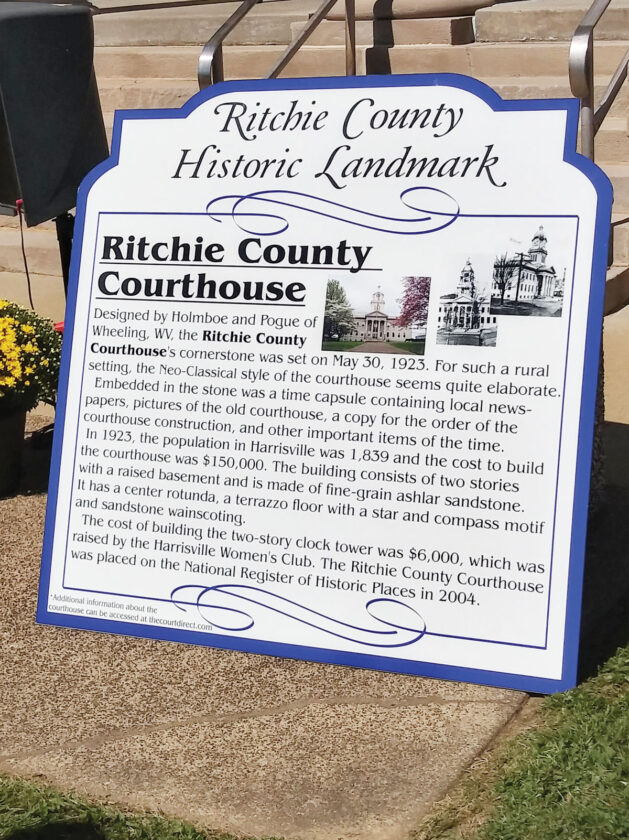 Ritchie County
Historic Landmark
Ritchie County
Courthouse
Designed by Holmboe and Pogue of
Wheeling, WV, the Ritchie County
Courthouse's cornerstone was set on May 30, 1923. For such a rural
setting, the Neo-Classical style of the courthouse seems quite elaborate.
Embedded in the stone was a time capsule containing local news-
papers, pictures of the old courthouse, a copy for the order of the
courthouse construction, and other important items of the time.
In 1923, the population in Harrisville was 1,839 and the cost to build
the courthouse was $150,000. The building consists of two stories
with a raised basement and is made of fine-grain ashlar sandstone.
It has a center rotunda, a terrazzo floor with a star and compass motif
and sandstone wainscoting.
The cost of building the two-story clock tower was $6,000, which was
raised by the Harrisville Women's Club. The Ritchie County Courthouse
was placed on the National Register of Historic Places in 2004.
*Additional information about the
courthouse can be accessed at thecourtdirect.com